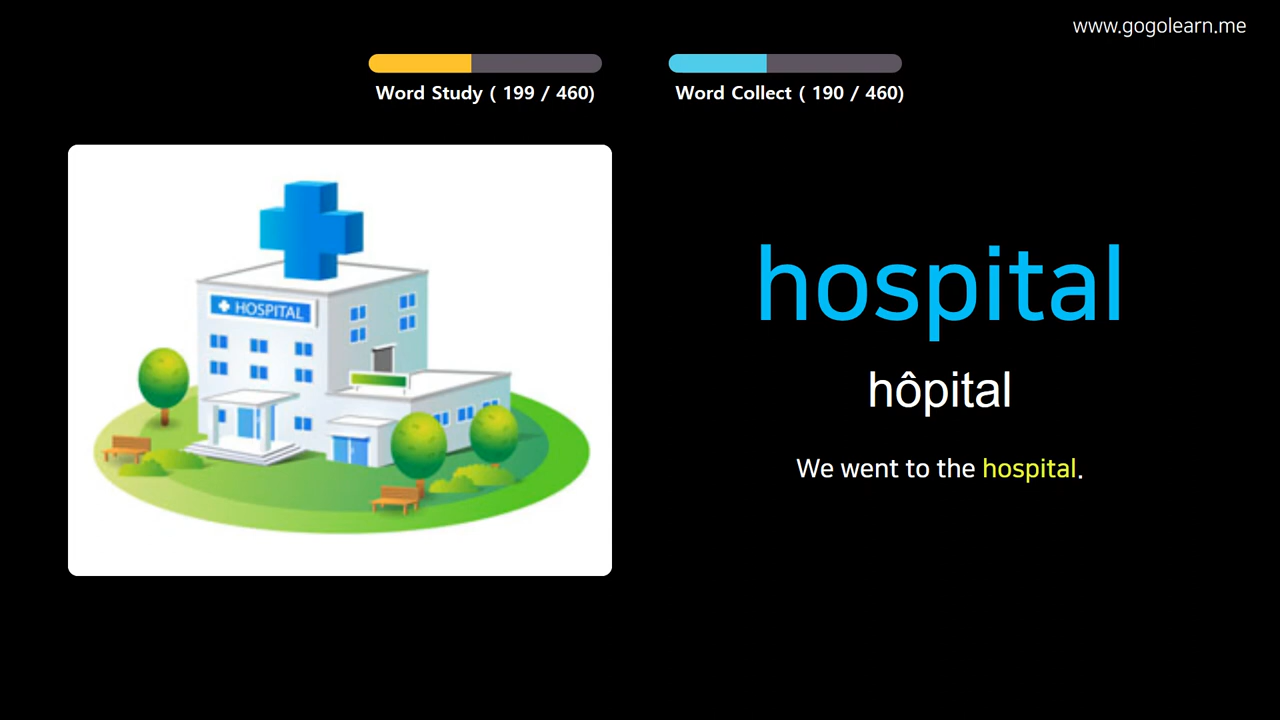 www.gogolearn.me
Word Study ( 199 / 460)
Word Collect ( 190 / 460)
HOSPITAL
hospital
hôpital
We went to the hospital.